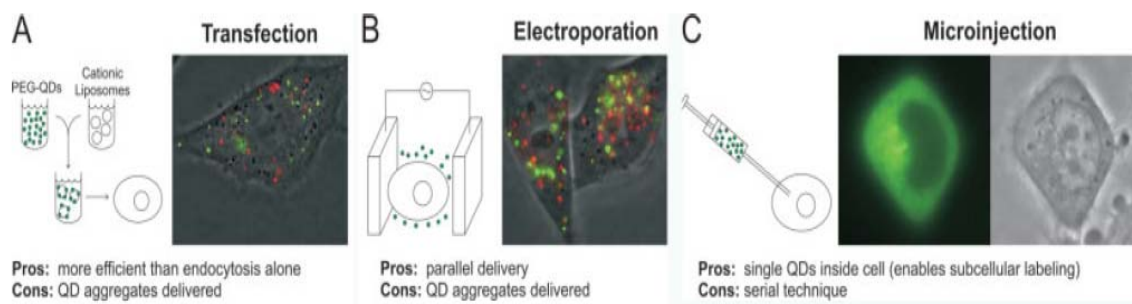 A
Transfection
PEG-QDs
Cationic
Liposomes
Pros: more efficient than endocytosis alone
Cons: QD aggregates delivered
B
Electroporation
Pros: parallel delivery
Cons: QD aggregates delivered
C
Microinjection
Pros: single QDs inside cell (enables subcellular labeling)
Cons: serial technique